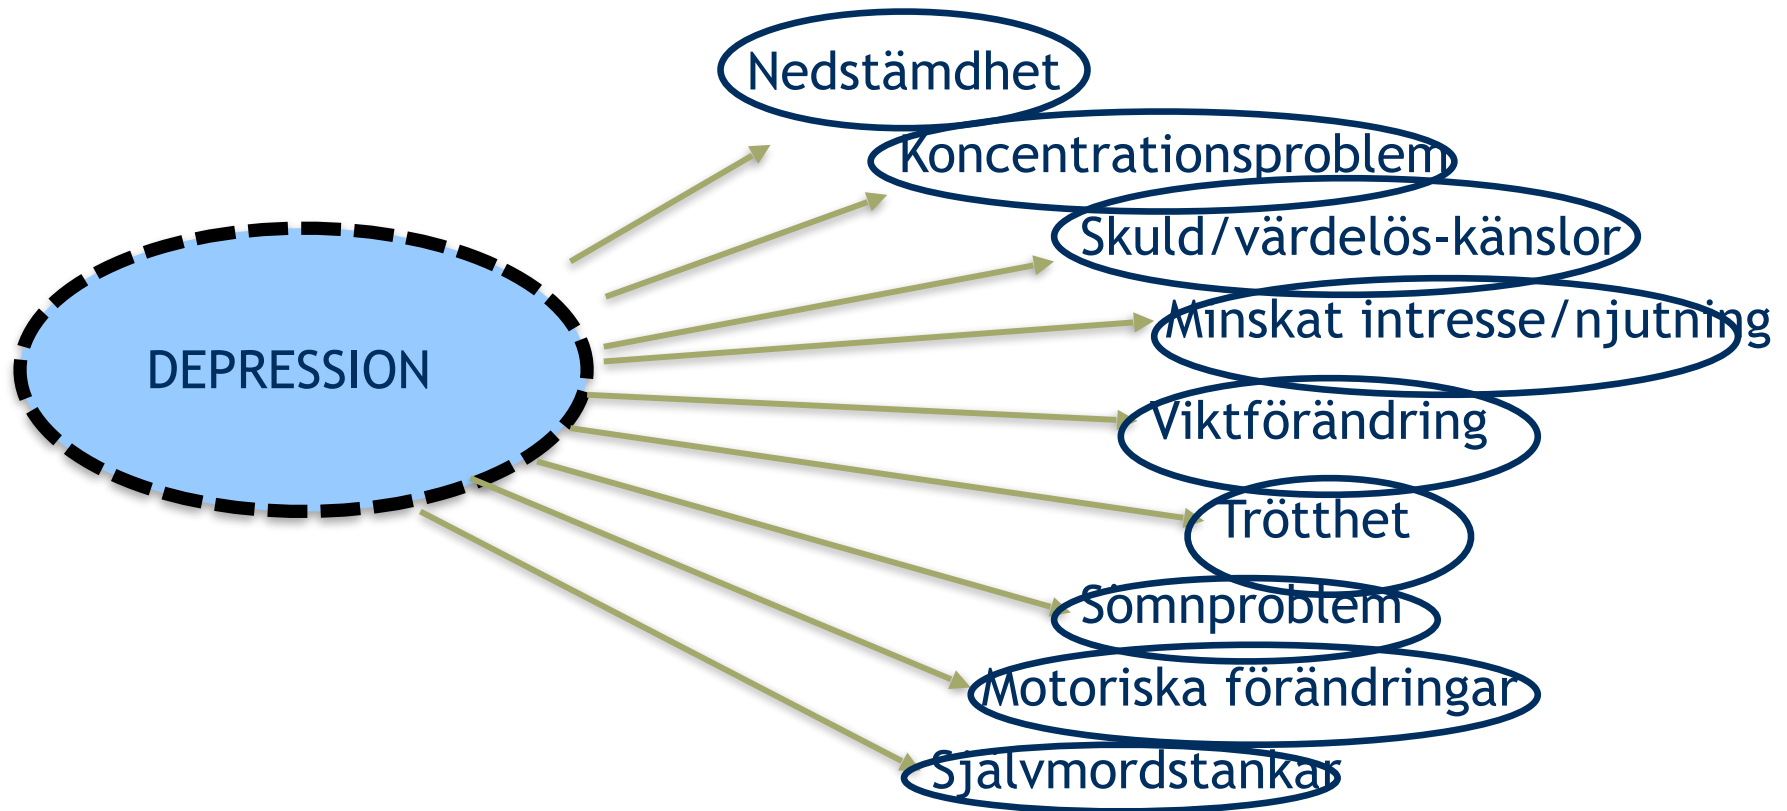 Nedstämdhet
Koncentrationsproblem
Skuld/värdelös-känslor
Minskat intresse/njutning
DEPRESSION
Viktförändring
Trötthet
Sömnproblem
Motoriska förändringar
Självmordstankar